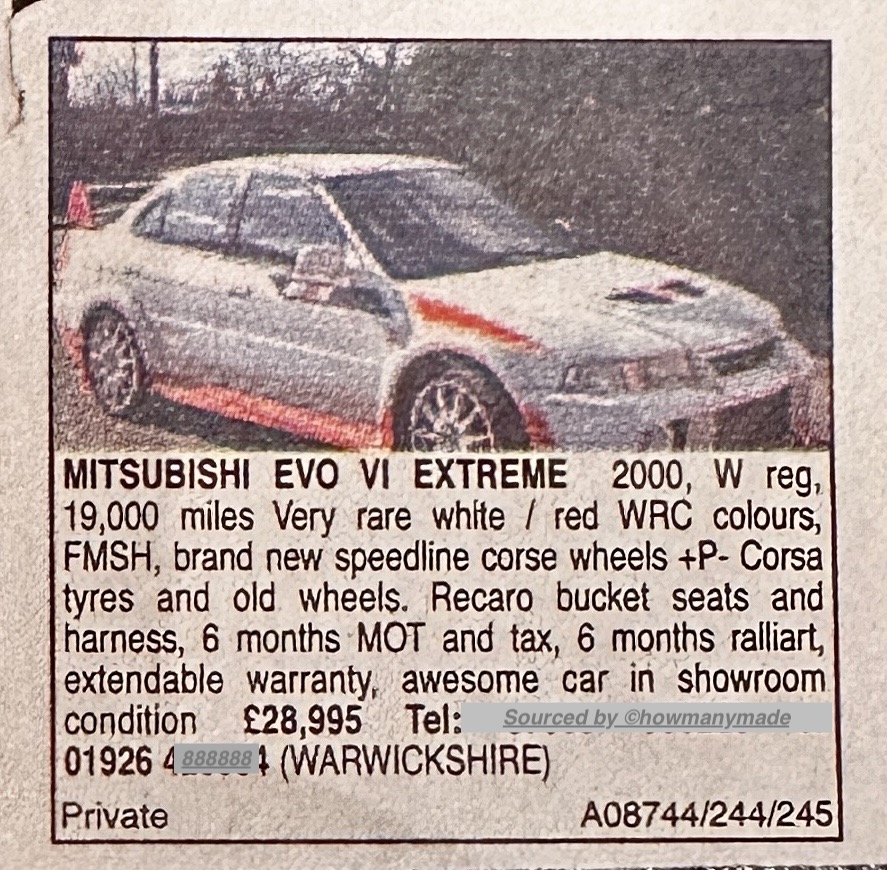 MITSUBISHI EVO VI EXTREME 2000, W reg,
19,000 miles Very rare white / red WRC colours,
FMSH, brand new speedline corse wheels +P- Corsa
tyres and old wheels. Recaro bucket seats and
harness, 6 months MOT and tax, 6 months ralliart,
extendable warranty, awesome car in showroom
condition £28,995 Tel: Sourced by ©howmanymade
01926 4 888888 4 (WARWICKSHIRE)
Private A08744/244/245